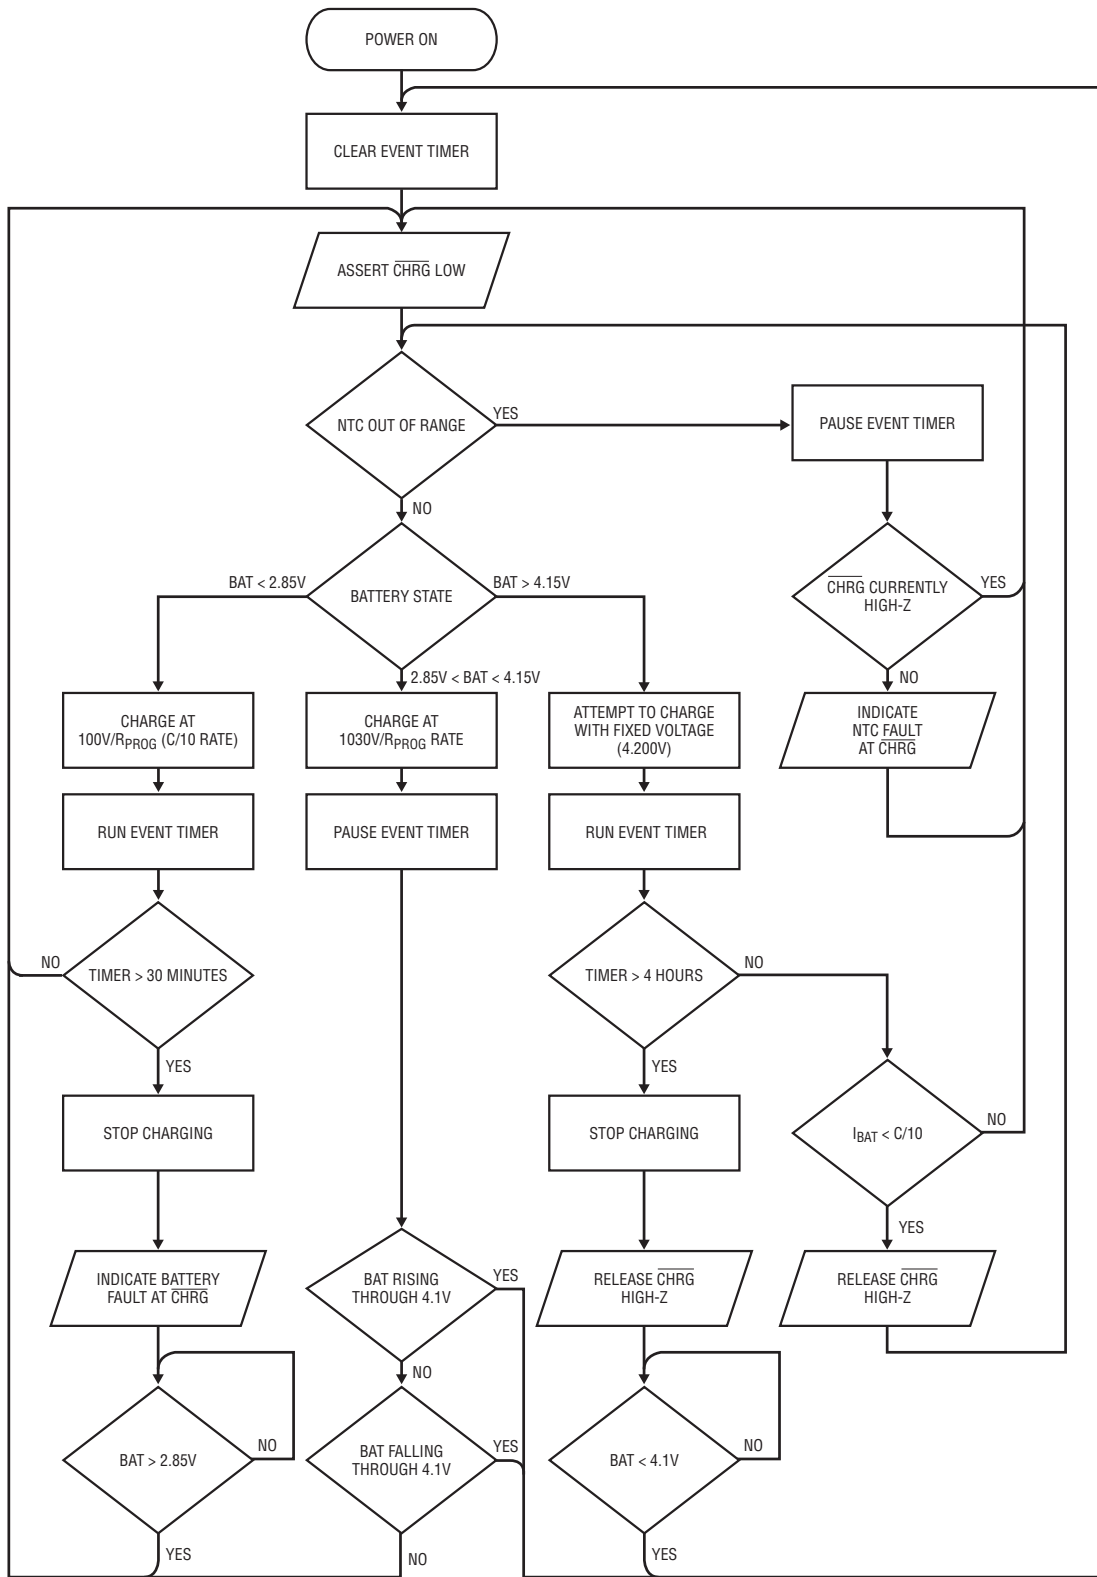 POWER ON
CLEAR EVENT TIMER
ASSERT CHRG LOW
NTC OUT OF RANGE
YES
PAUSE EVENT TIMER
NO
BATTERY STATE
BAT < 2.85V
BAT > 4.15V
2.85V < BAT < 4.15V
CHRG CURRENTLY
HIGH-Z
YES
NO
INDICATE
NTC FAULT
AT CHRG
CHARGE AT
100V/RPROG (C/10 RATE)
CHARGE AT
1030V/RPROG RATE
ATTEMPT TO CHARGE
WITH FIXED VOLTAGE
(4.200V)
RUN EVENT TIMER
PAUSE EVENT TIMER
RUN EVENT TIMER
NO
TIMER > 30 MINUTES
YES
TIMER > 4 HOURS
NO
YES
STOP CHARGING
STOP CHARGING
IBAT < C/10
NO
YES
INDICATE BATTERY
FAULT AT CHRG
BAT RISING
THROUGH 4.1V
YES
NO
RELEASE CHRG
HIGH-Z
RELEASE CHRG
HIGH-Z
BAT > 2.85V
NO
YES
BAT FALLING
THROUGH 4.1V
YES
NO
BAT < 4.1V
NO
YES